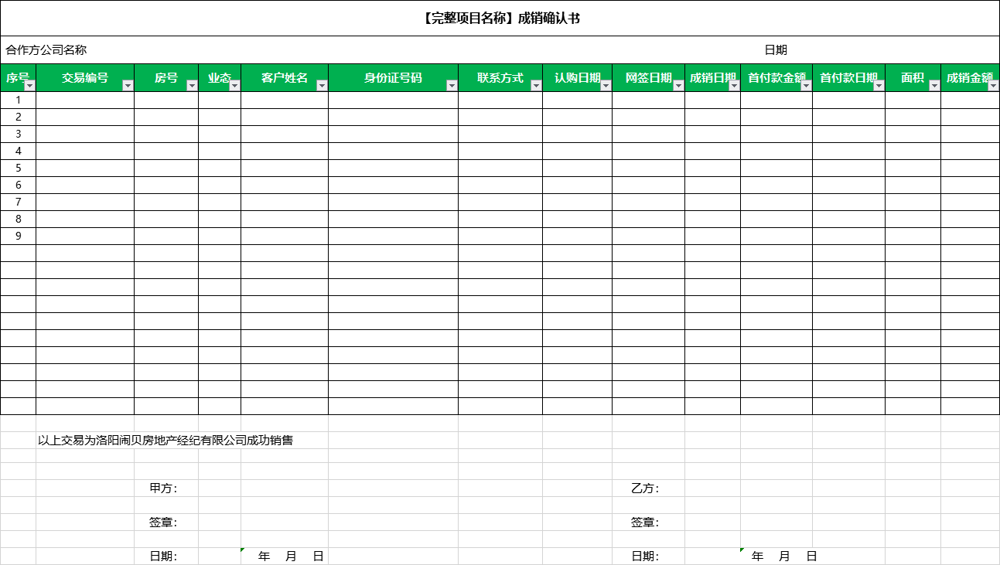 【完整项目名称】成销确认书
合作方公司名称 日期
序号 交易编号 房号 业态 客户姓名 身份证号码 联系方式 认购日期 网签日期 成销日期 首付款金额 首付款日期 面积 成销金额
1
2
3
4
5
6
7
8
9
以上交易为洛阳闹贝房地产经纪有限公司成功销售
甲方： 乙方：
签章： 签章：
日期： 年 月 日 日期： 年 月 日